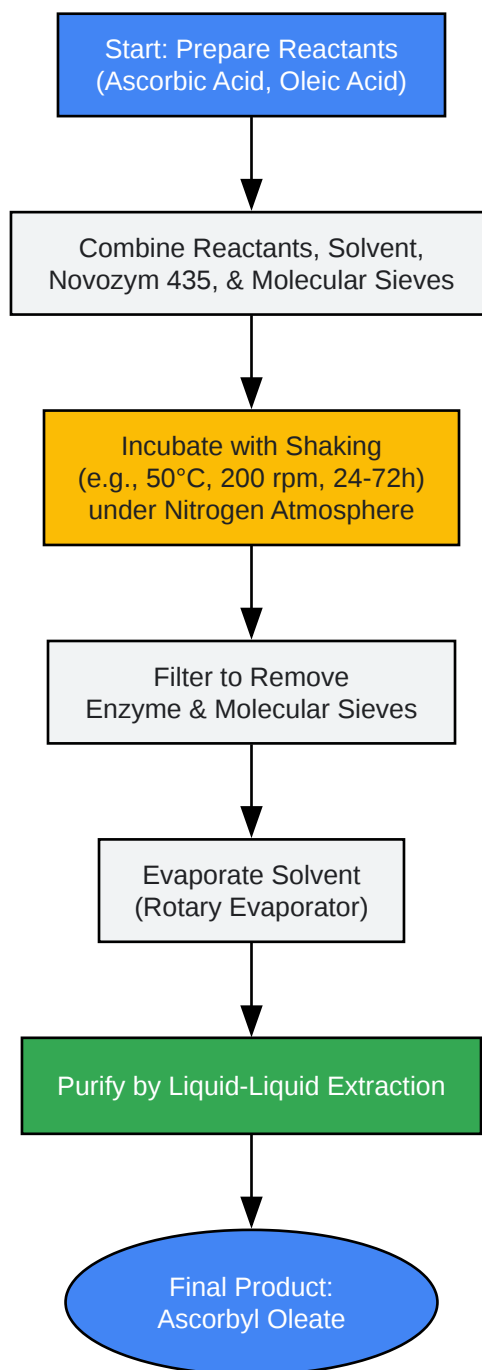 Start: Prepare Reactants
(Ascorbic Acid, Oleic Acid)
Combine Reactants, Solvent,
Novozym 435, & Molecular Sieves
Incubate with Shaking
(e.g., 50°C, 200 rpm, 24-72h)
under Nitrogen Atmosphere
Filter to Remove
Enzyme & Molecular Sieves
Evaporate Solvent
(Rotary Evaporator)
Purify by Liquid-Liquid Extraction
Final Product:
Ascorbyl Oleate